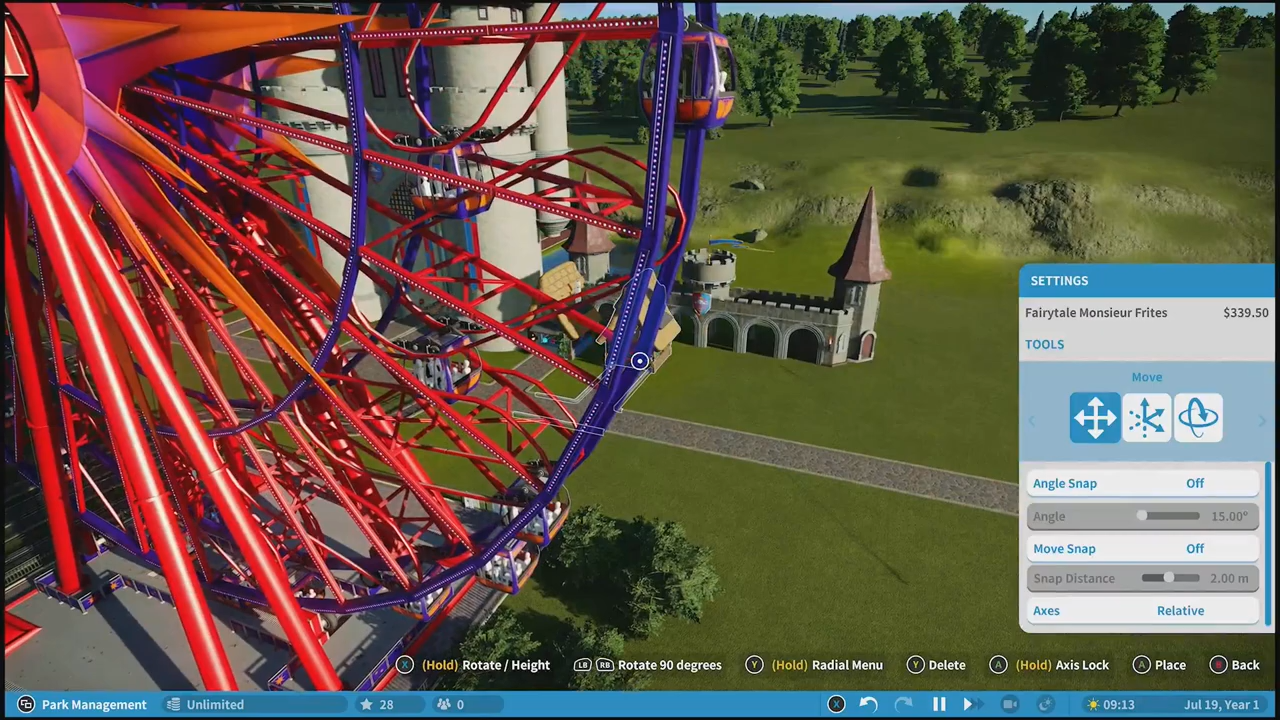 SETTINGS
Fairytale Monsieur Frites $339.50
TOOLS
Move
Angle Snap Off
Angle 15.00°
Move Snap Off
Snap Distance 2.00 m
Axes Relative
X (Hold) Rotate / Height LB RB Rotate 90 degrees Y (Hold) Radial Menu Y Delete A (Hold) Axis Lock A Place B Back
Park Management Unlimited 28 0 X 09:13 Jul 19, Year 1